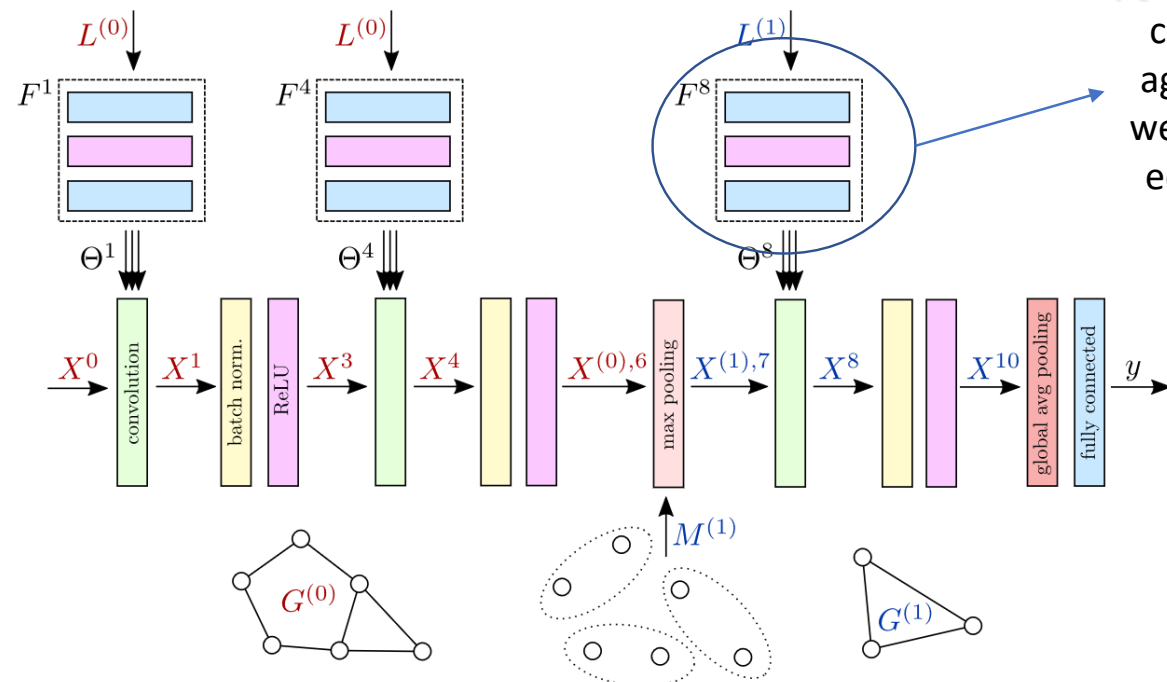 L^(0) L^(0) L^(1)
F^1 F^4 F^8
Θ^1 Θ^4 Θ^8
X^0 convolution X^1 batch norm. ReLU X^3 X^4 X^(0),6 max pooling X^(1),7 X^8 X^10 global avg pooling fully connected y
M^(1)
G^(0) G^(1)